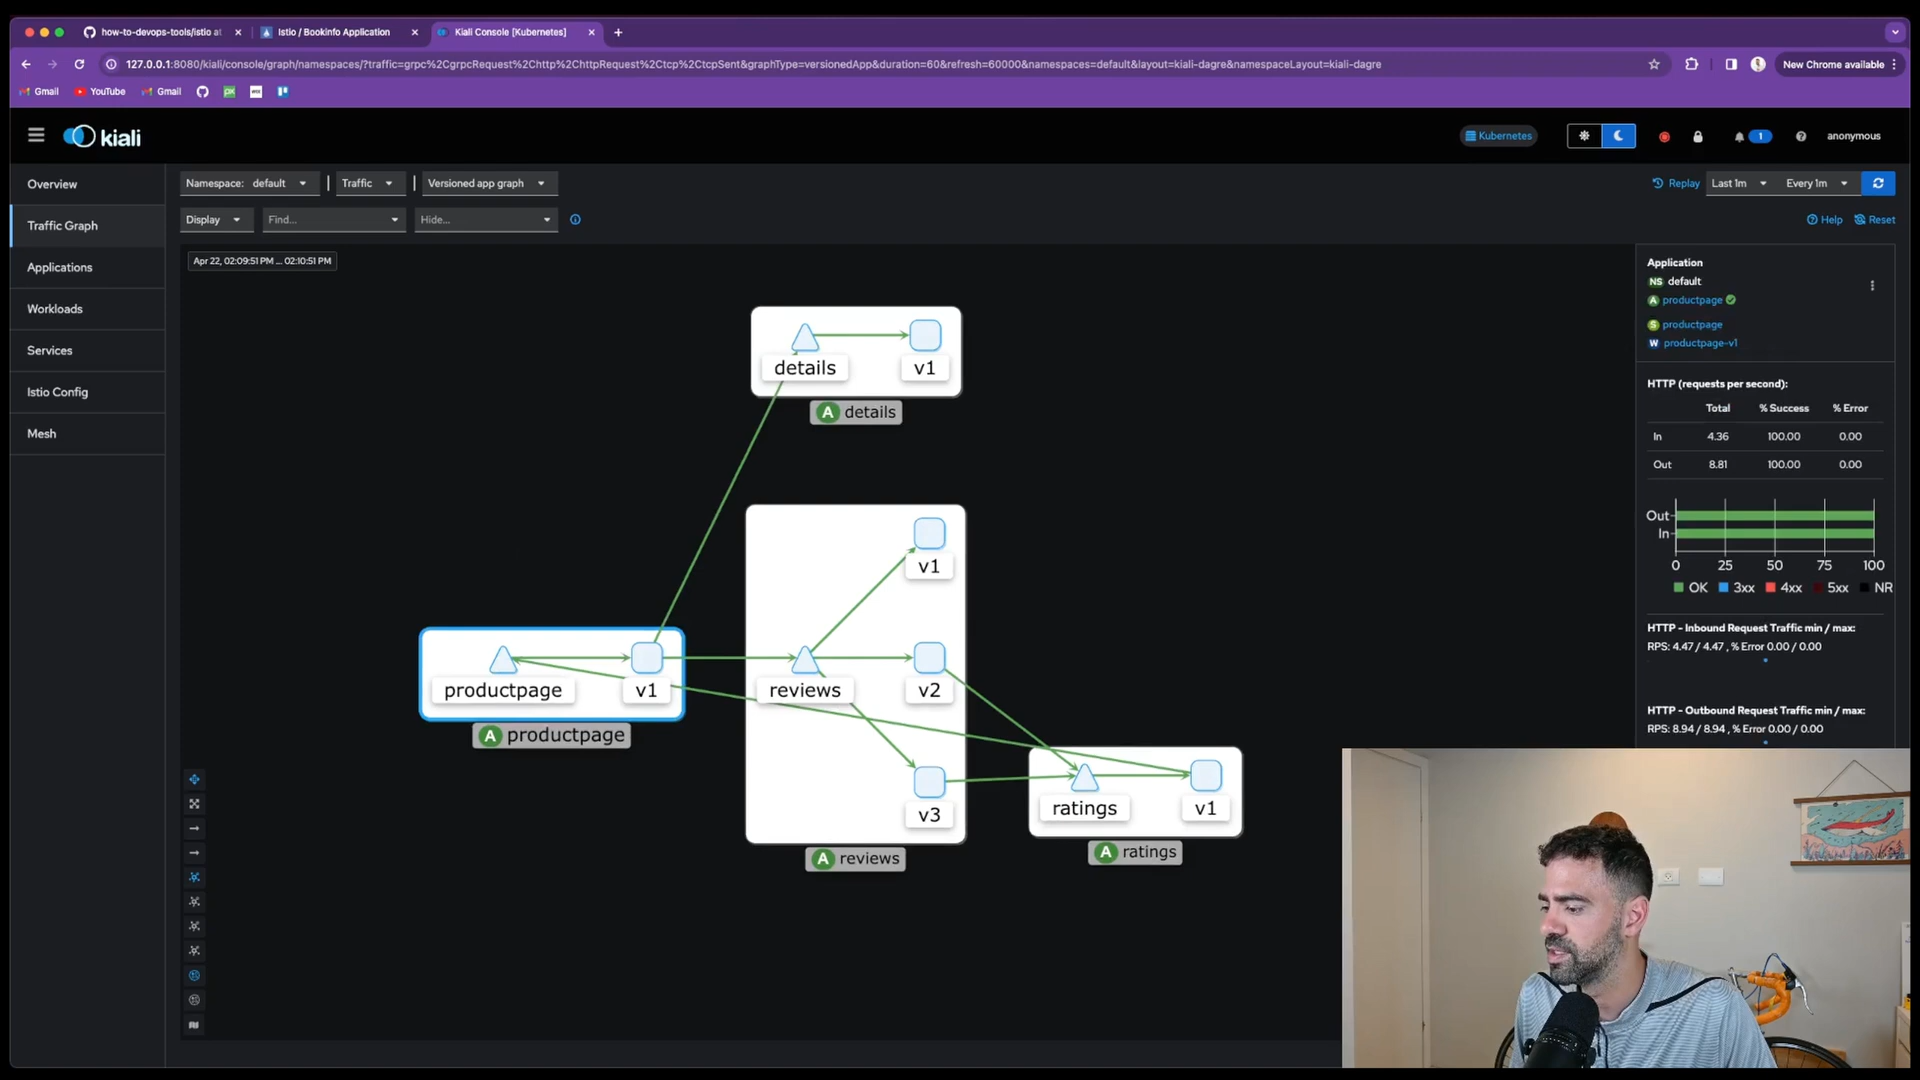 how-to-devops-tools/istio at
Istio / Bookinfo Application
Kiali Console [Kubernetes]
127.0.0.1:8080/kiali/console/graph/namespaces/?traffic=grpc%2CgrpcRequest%2Chttp%2ChttpRequest%2Ctcp%2CtcpSent&graphType=versionedApp&duration=60&refresh=60000&namespaces=default&layout=kiali-dagre&namespaceLayout=kiali-dagre
New Chrome available
Gmail
YouTube
Gmail
kiali
Kubernetes
1
anonymous
Overview
Traffic Graph
Applications
Workloads
Services
Istio Config
Mesh
Namespace: default
Traffic
Versioned app graph
Replay
Last 1m
Every 1m
Display
Find...
Hide...
Help
Reset
Apr 22, 02:09:51 PM ... 02:10:51 PM
details
v1
A details
v1
productpage
v1
A productpage
reviews
v2
v3
A reviews
ratings
v1
A ratings
Application
NS default
A productpage
S productpage
W productpage-v1
HTTP (requests per second):
Total % Success % Error
In 4.36 100.00 0.00
Out 8.81 100.00 0.00
Out
In
0 25 50 75 100
OK 3xx 4xx 5xx NR
HTTP - Inbound Request Traffic min / max:
RPS: 4.47 / 4.47 , % Error 0.00 / 0.00
HTTP - Outbound Request Traffic min / max:
RPS: 8.94 / 8.94 , % Error 0.00 / 0.00